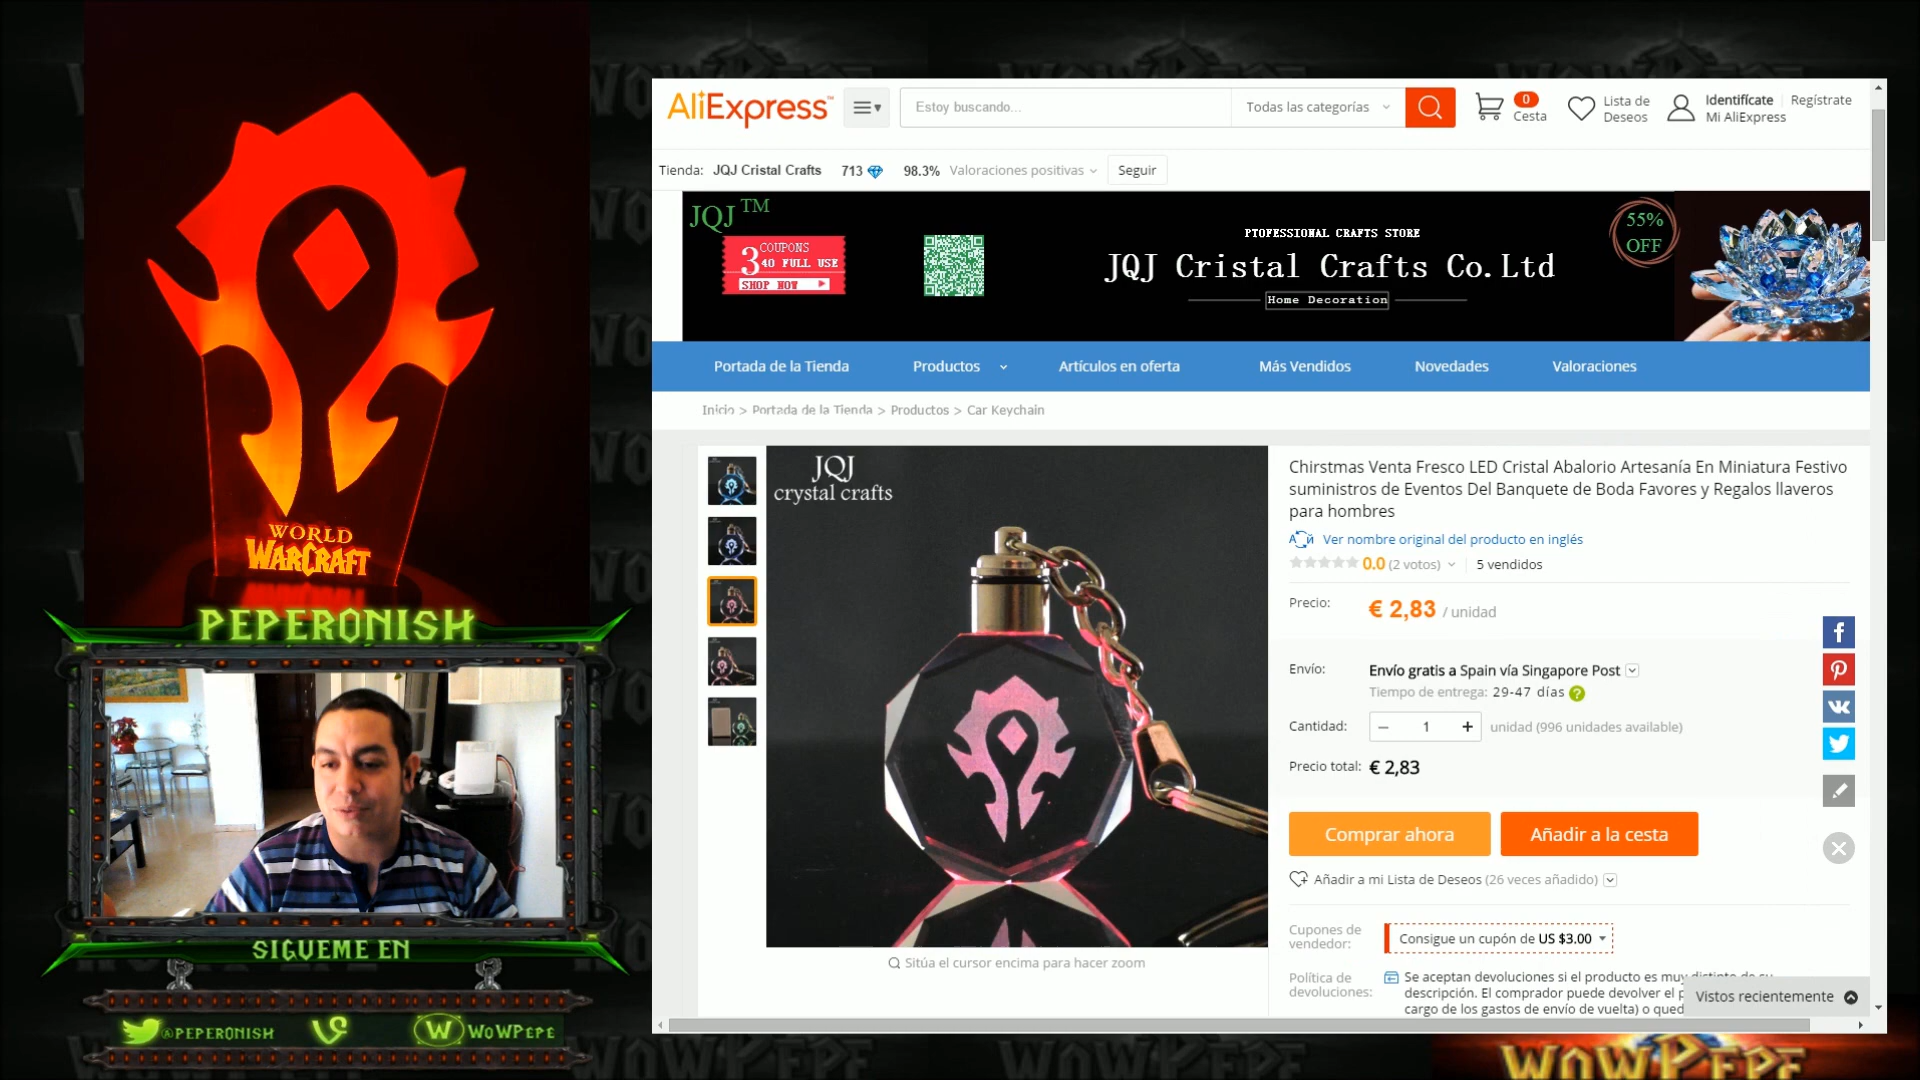 WORLD
WARCRAFT
PEPERONISH
SIGUEME EN
@PEPERONISH
W WOWPEPE
AliExpress™
Estoy buscando...
Todas las categorías
0
Cesta
Lista de
Deseos
Identifícate | Regístrate
Mi AliExpress
Tienda: JQJ Cristal Crafts 713 98.3% Valoraciones positivas Seguir
JQJ TM
3 COUPONS
40 FULL USE
SHOP NOW
PTOFESSIONAL CRAFTS STORE
JQJ Cristal Crafts Co.Ltd
Home Decoration
55%
OFF
Portada de la Tienda Productos Artículos en oferta Más Vendidos Novedades Valoraciones
Inicio > Portada de la Tienda > Productos > Car Keychain
JQJ
crystal crafts
Sitúa el cursor encima para hacer zoom
Chirstmas Venta Fresco LED Cristal Abalorio Artesanía En Miniatura Festivo
suministros de Eventos Del Banquete de Boda Favores y Regalos llaveros
para hombres
Ver nombre original del producto en inglés
0.0 (2 votos) | 5 vendidos
Precio: € 2,83 / unidad
Envío: Envío gratis a Spain vía Singapore Post
Tiempo de entrega: 29-47 días ?
Cantidad: − 1 + unidad (996 unidades available)
Precio total: € 2,83
Comprar ahora Añadir a la cesta
Añadir a mi Lista de Deseos (26 veces añadido)
Cupones de
vendedor:
Consigue un cupón de US $3.00
Política de
devoluciones:
Se aceptan devoluciones si el producto es muy distinto de su
descripción. El comprador puede devolver el
cargo de los gastos de envío de vuelta) o
Vistos recientemente
WOWPEPE